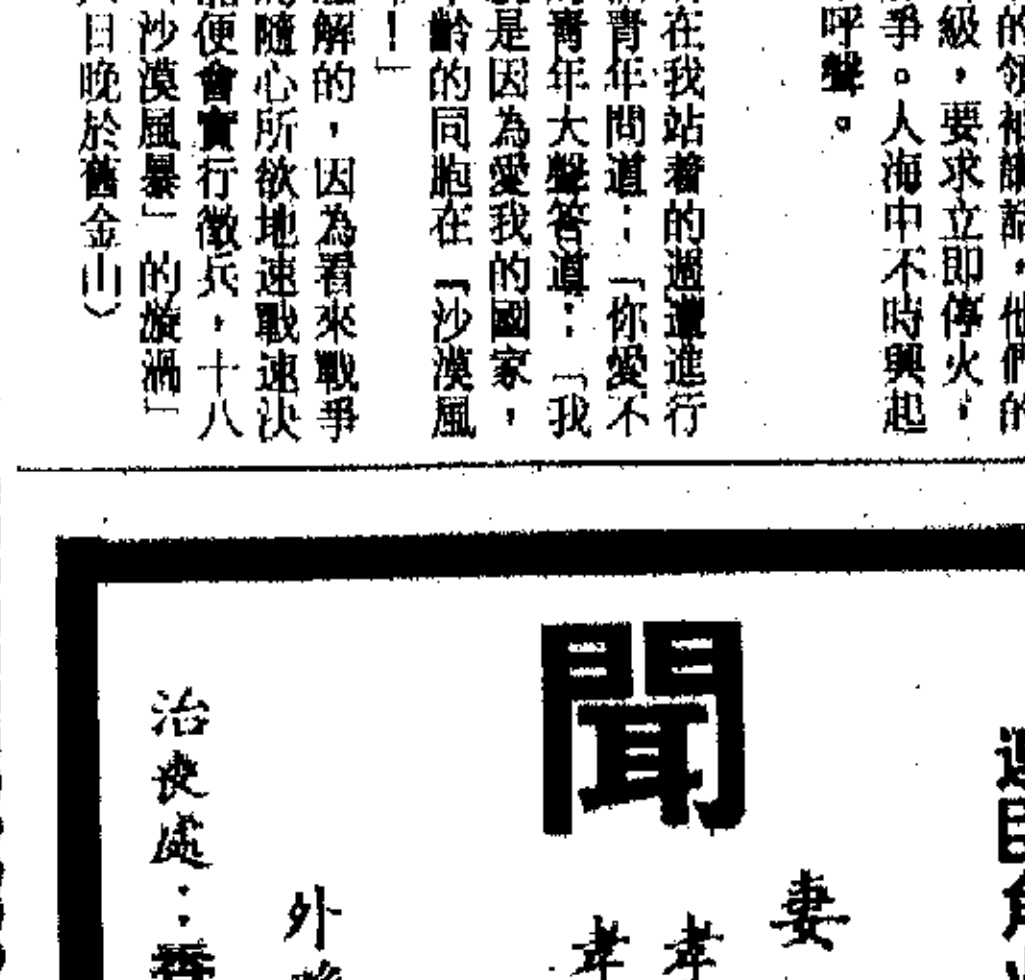 的領袖講話，他們的
級，要求立即停火，
爭。人海中不時興起
呼聲。
在我站着的週遭進行
青年問道：「你愛不
青年大聲答道：「我
是因為愛我的國家，
齡的同胞在「沙漠風
！」
解的，因為看來戰爭
隨心所欲地速戰速決
便會實行徵兵，十八
沙漠風暴」的漩渦」
日晚於舊金山）
聞
妻
孝
孝
外
治喪處：香